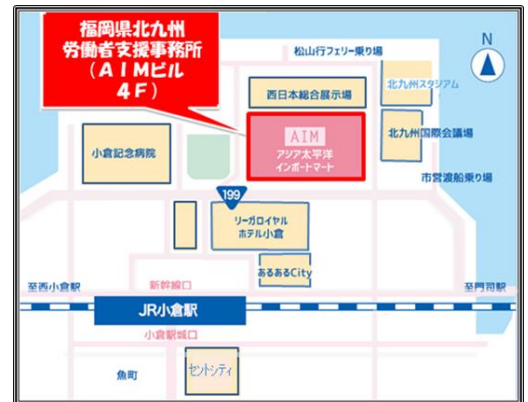 福岡県北九州
労働者支援事務所
（AIMビル
4F）
松山行フェリー乗り場
N
西日本総合展示場
北九州スタジアム
小倉記念病院
AIM
アジア太平洋
インポートマート
北九州国際会議場
市営渡船乗り場
199
リーガロイヤル
ホテル小倉
あるあるCity
至西小倉駅
新幹線口
至門司駅
JR小倉駅
小倉駅城口
魚町
セントシティ